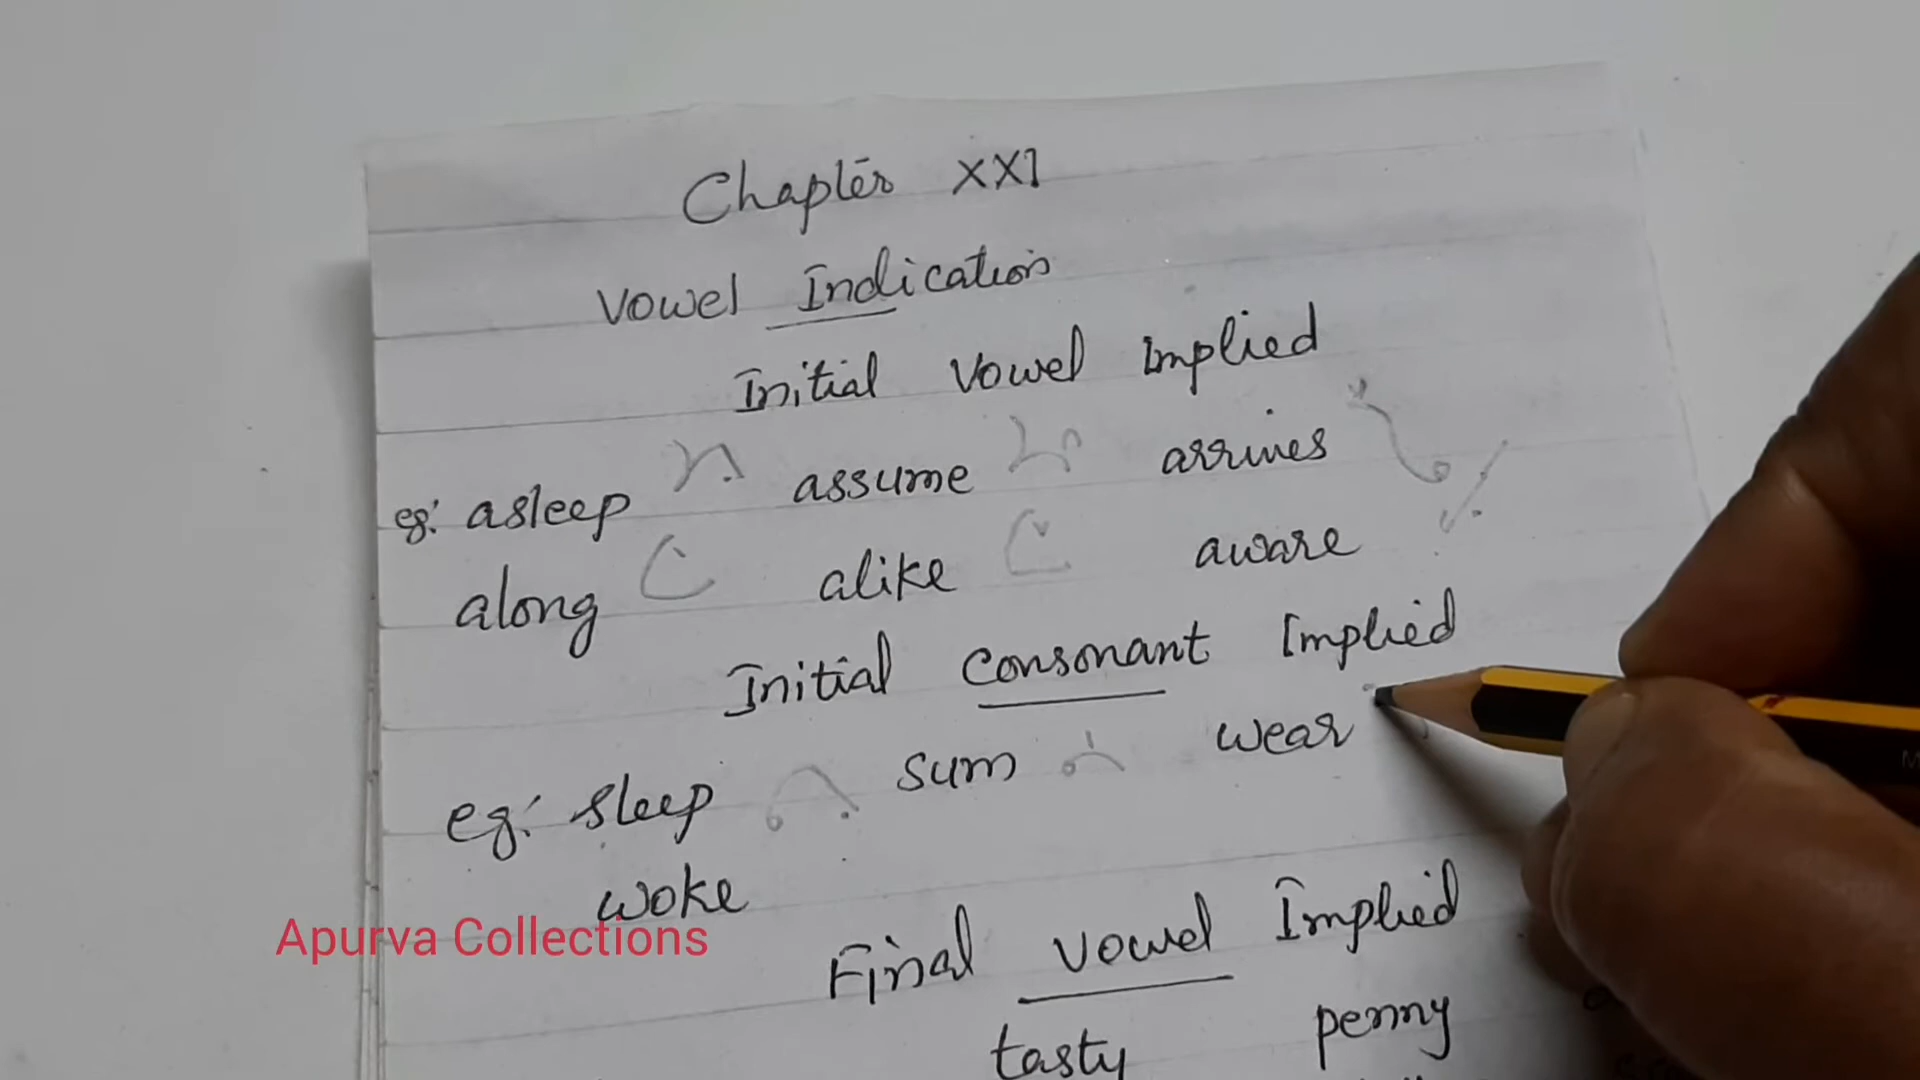 Chapter XXI
Vowel Indication
Initial Vowel Implied
eg: asleep assume arrives
along alike aware
Initial Consonant Implied
eg: sleep sum wear
woke
Apurva Collections
Final vowel Implied
tasty penny